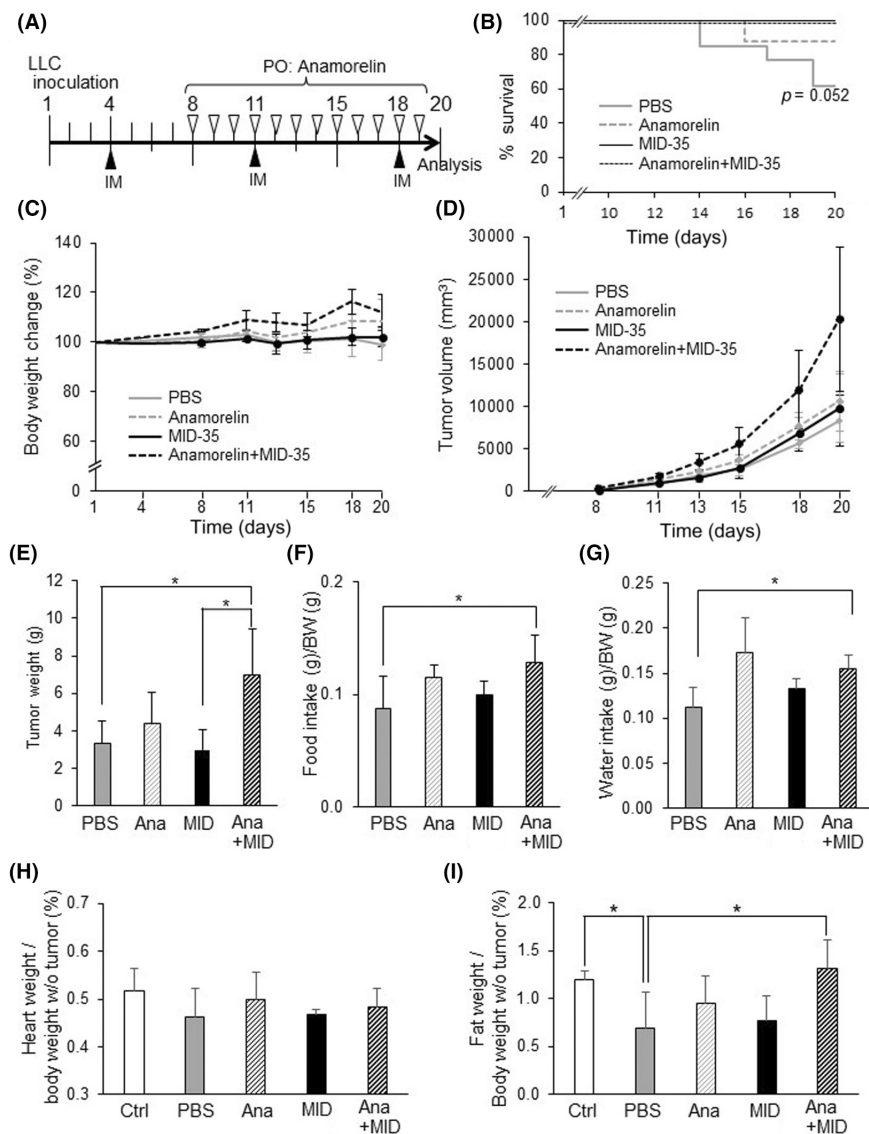 (A)
LLC
inoculation
PO: Anamorelin
1 4 8 11 15 18 20
IM IM IM
Analysis
(B)
% survival
100
80
60
40
20
0
p = 0.052
PBS
Anamorelin
MID-35
Anamorelin+MID-35
1 10 12 14 16 18 20
Time (days)
(C)
Body weight change (%)
140
120
100
80
60
0
PBS
Anamorelin
MID-35
Anamorelin+MID-35
1 4 8 11 15 18 20
Time (days)
(D)
Tumor volume (mm³)
30000
25000
20000
15000
10000
5000
0
PBS
Anamorelin
MID-35
Anamorelin+MID-35
8 11 13 15 18 20
Time (days)
(E)
Tumor weight (g)
12
10
8
6
4
2
0
*
*
PBS Ana MID Ana
+MID
(F)
Food intake (g)/BW (g)
0.2
0.1
0.0
*
PBS Ana MID Ana
+MID
(G)
Water intake (g)/BW (g)
0.25
0.20
0.15
0.10
0.05
0.00
*
PBS Ana MID Ana
+MID
(H)
Heart weight /
body weight w/o tumor (%)
0.7
0.6
0.5
0.4
0.3
Ctrl PBS Ana MID Ana
+MID
(I)
Fat weight /
Body weight w/o tumor (%)
2.0
1.5
1.0
0.5
0.0
*
*
Ctrl PBS Ana MID Ana
+MID